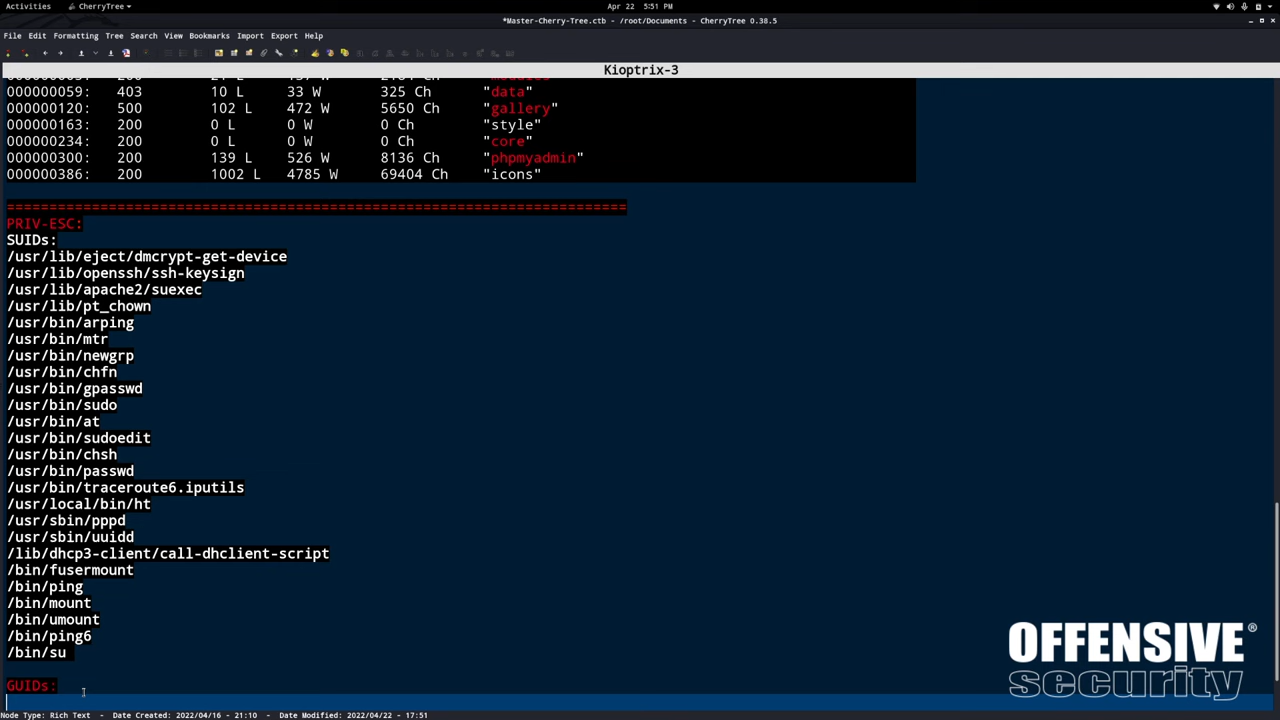 Activities CherryTree Apr 22 5:51 PM
*Master-Cherry-Tree.ctb - /root/Documents - CherryTree 0.38.5
File Edit Formatting Tree Search View Bookmarks Import Export Help
Kioptrix-3
000000059: 403 10 L 33 W 325 Ch "data"
000000120: 500 102 L 472 W 5650 Ch "gallery"
000000163: 200 0 L 0 W 0 Ch "style"
000000234: 200 0 L 0 W 0 Ch "core"
000000300: 200 139 L 526 W 8136 Ch "phpmyadmin"
000000386: 200 1002 L 4785 W 69404 Ch "icons"
=========================================================================
PRIV-ESC:
SUIDs:
/usr/lib/eject/dmcrypt-get-device
/usr/lib/openssh/ssh-keysign
/usr/lib/apache2/suexec
/usr/lib/pt_chown
/usr/bin/arping
/usr/bin/mtr
/usr/bin/newgrp
/usr/bin/chfn
/usr/bin/gpasswd
/usr/bin/sudo
/usr/bin/at
/usr/bin/sudoedit
/usr/bin/chsh
/usr/bin/passwd
/usr/bin/traceroute6.iputils
/usr/local/bin/ht
/usr/sbin/pppd
/usr/sbin/uuidd
/lib/dhcp3-client/call-dhclient-script
/bin/fusermount
/bin/ping
/bin/mount
/bin/umount
/bin/ping6
/bin/su
GUIDs:
OFFENSIVE®
security
Node Type: Rich Text - Date Created: 2022/04/16 - 21:10 - Date Modified: 2022/04/22 - 17:51